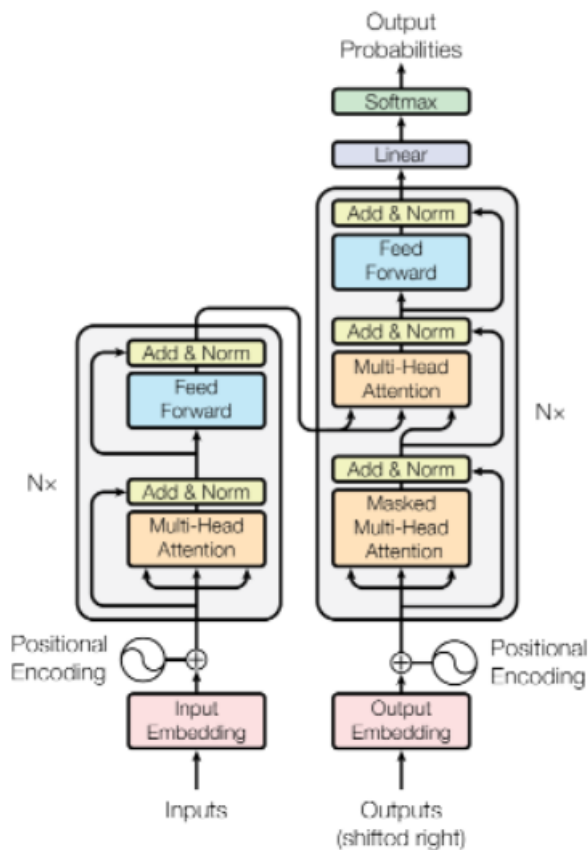 Output
Probabilities
Softmax
Linear
Add & Norm
Feed
Forward
Add & Norm
Multi-Head
Attention
Add & Norm
Masked
Multi-Head
Attention
Nx
Add & Norm
Feed
Forward
Add & Norm
Multi-Head
Attention
Nx
Positional
Encoding
Positional
Encoding
Input
Embedding
Output
Embedding
Inputs
Outputs
(shifted right)